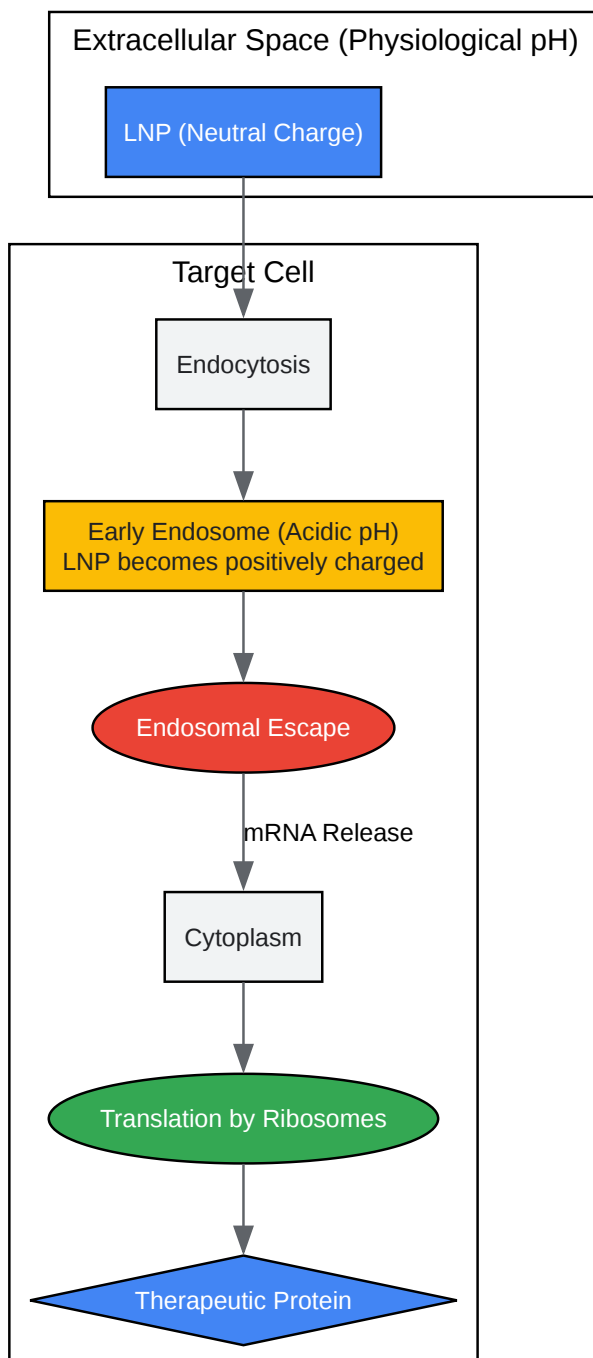 Extracellular Space (Physiological pH)
LNP (Neutral Charge)
Target Cell
Endocytosis
Early Endosome (Acidic pH)
LNP becomes positively charged
Endosomal Escape
mRNA Release
Cytoplasm
Translation by Ribosomes
Therapeutic Protein